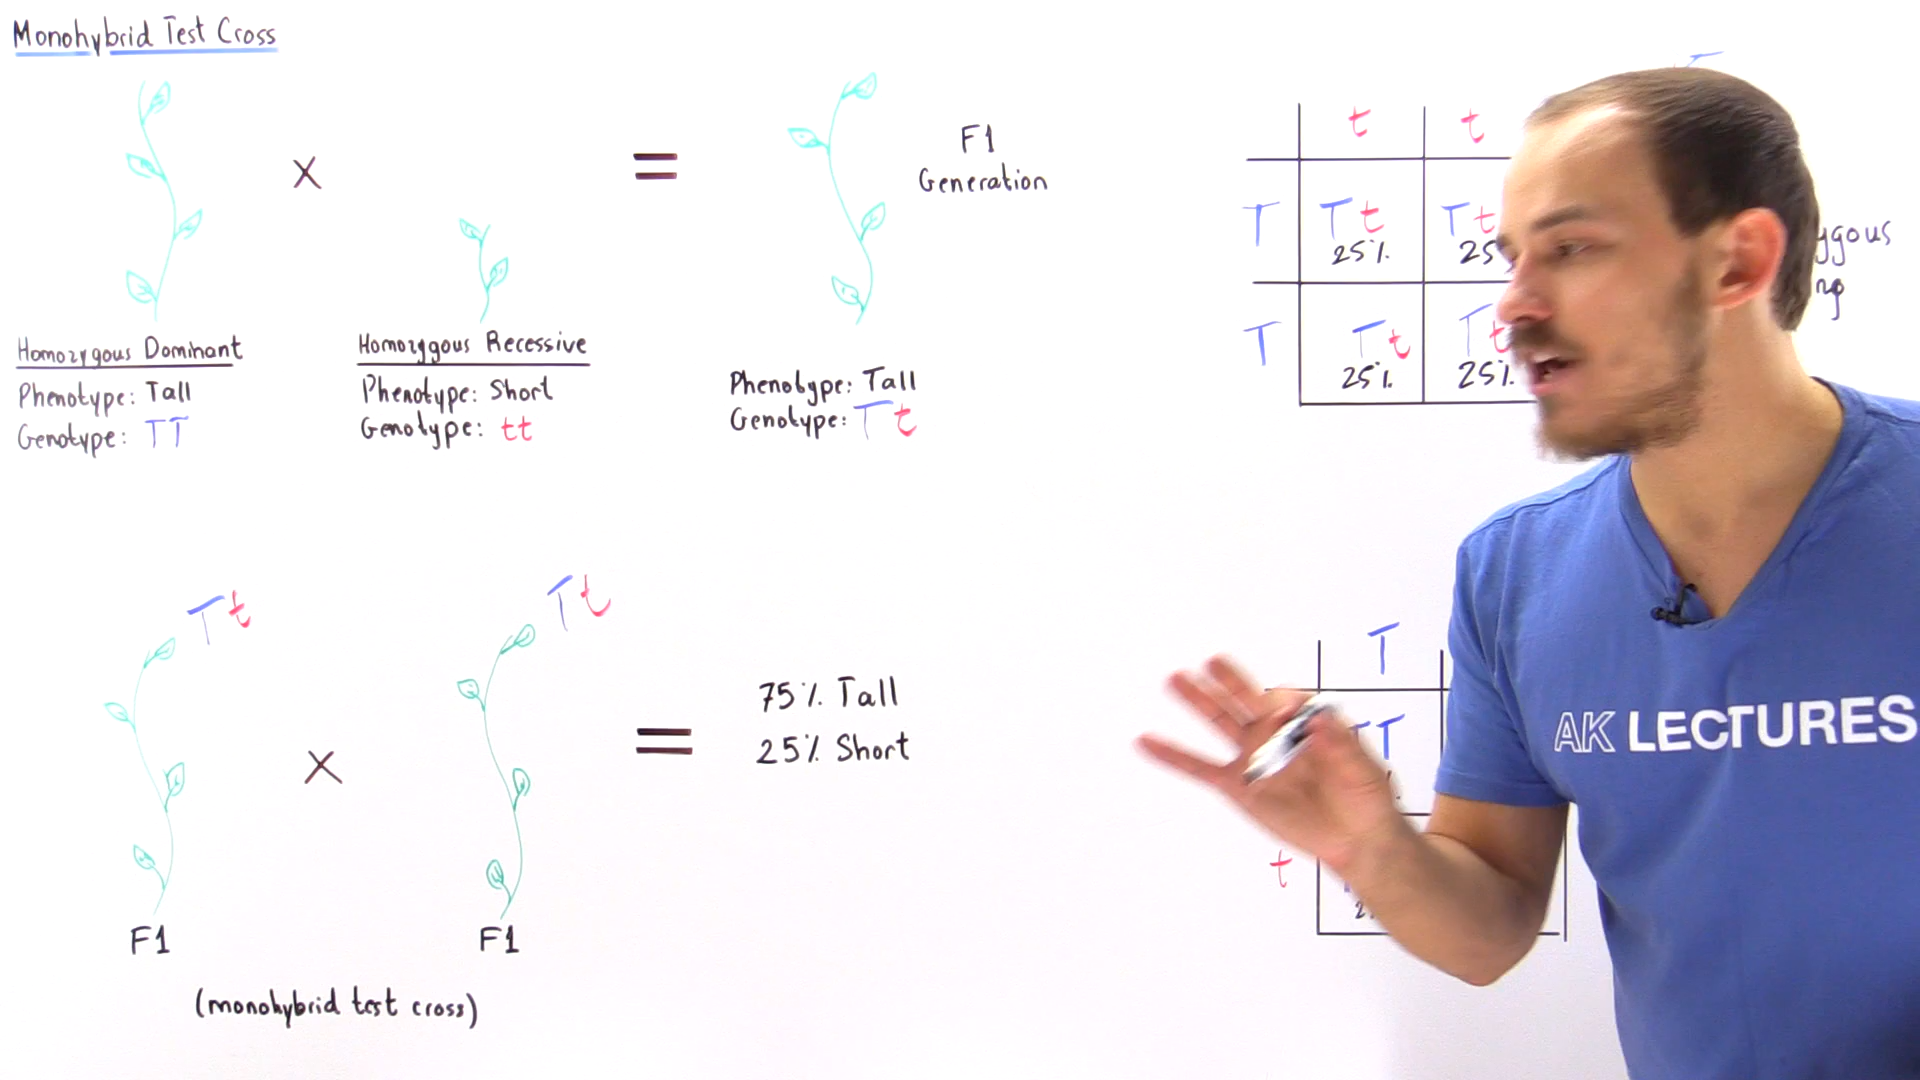 Monohybrid Test Cross
X
=
F1
Generation
Homozygous Dominant
Phenotype: Tall
Genotype: TT
Homozygous Recessive
Phenotype: Short
Genotype: tt
Phenotype: Tall
Genotype: Tt
t t
T Tt Tt
25% 25
T Tt Tt
25% 25%
Tt
Tt
X
=
75% Tall
25% Short
F1
F1
(monohybrid test cross)
T
TT
t
AK LECTURES